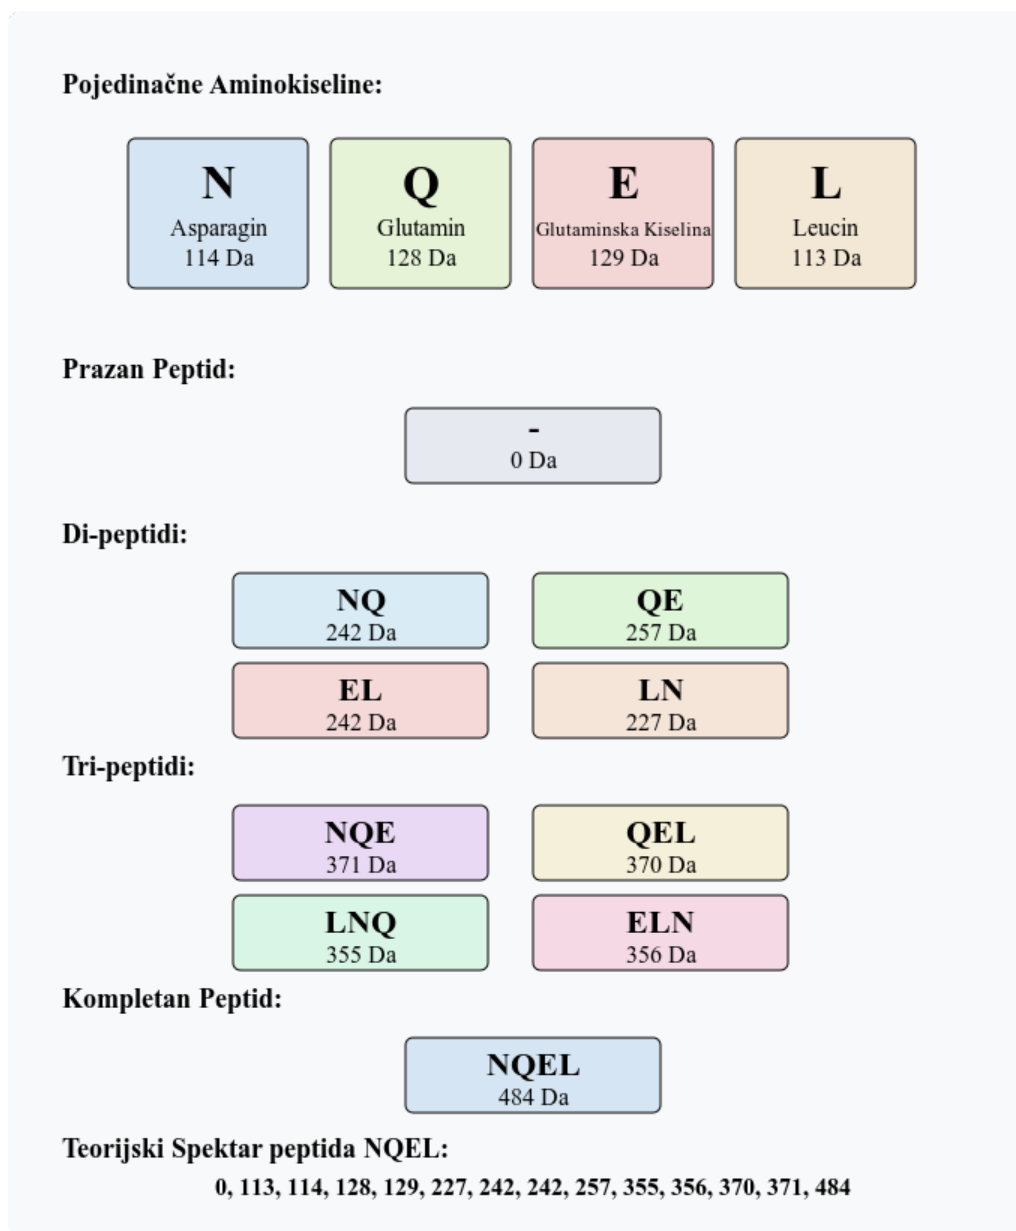 Pojedinačne Aminokiseline:
N
Asparagin
114 Da
Q
Glutamin
128 Da
E
Glutaminska Kiselina
129 Da
L
Leucin
113 Da
Prazan Peptid:
-
0 Da
Di-peptidi:
NQ
242 Da
QE
257 Da
EL
242 Da
LN
227 Da
Tri-peptidi:
NQE
371 Da
QEL
370 Da
LNQ
355 Da
ELN
356 Da
Kompletan Peptid:
NQEL
484 Da
Teorijski Spektar peptida NQEL:
0, 113, 114, 128, 129, 227, 242, 242, 257, 355, 356, 370, 371, 484